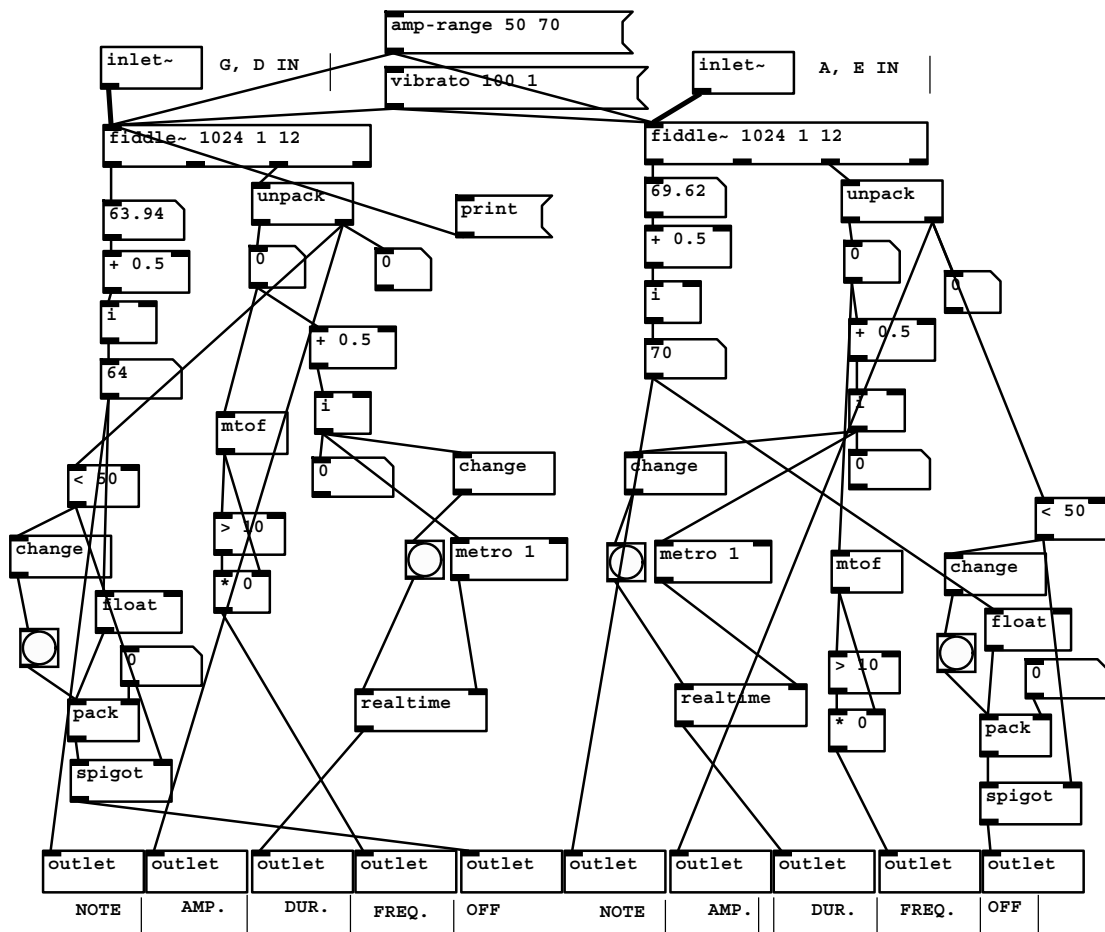 amp-range 50 70
inlet~
G, D IN
vibrato 100 1
inlet~
A, E IN
fiddle~ 1024 1 12
fiddle~ 1024 1 12
63.94
unpack
print
69.62
unpack
+ 0.5
0
0
+ 0.5
0
0
i
+ 0.5
i
+ 0.5
64
i
70
i
mtof
0
change
change
0
< 50
< 50
change
> 10
metro 1
metro 1
mtof
change
* 0
float
float
0
> 10
0
pack
realtime
realtime
* 0
pack
spigot
spigot
outlet outlet outlet outlet outlet outlet outlet outlet outlet outlet
NOTE AMP. DUR. FREQ. OFF NOTE AMP. DUR. FREQ. OFF